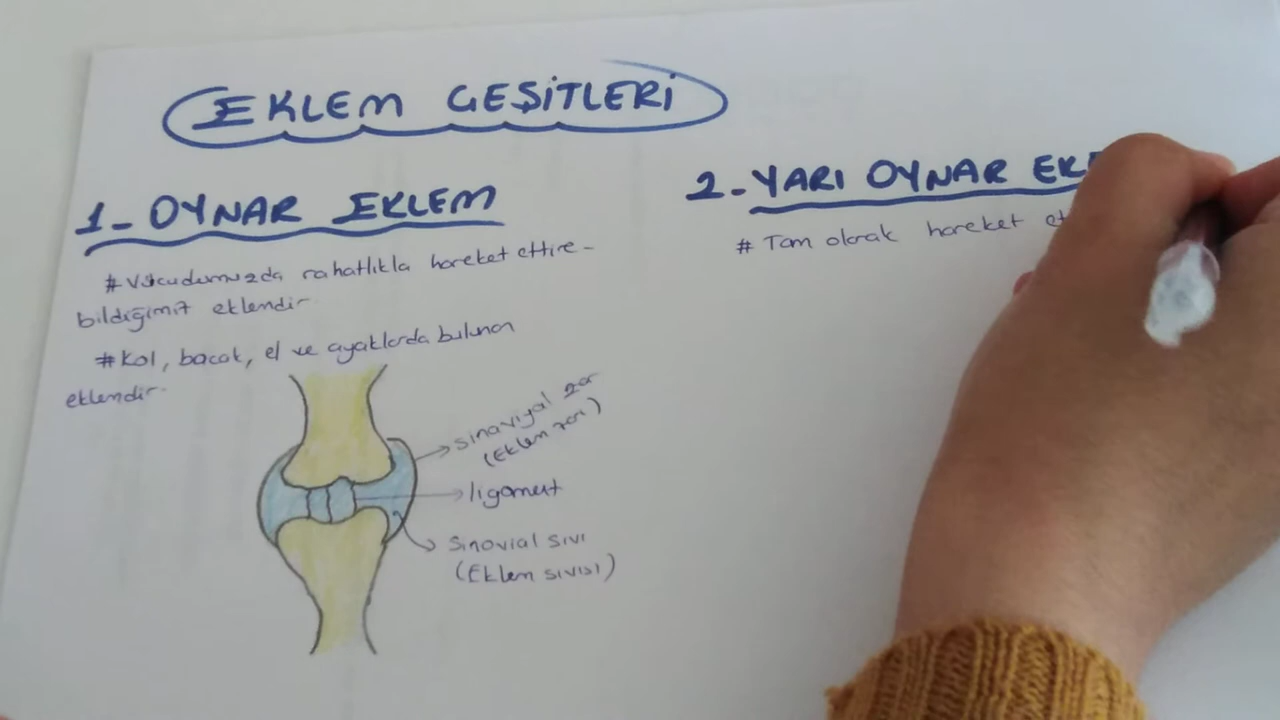 EKLEM ÇEŞİTLERİ
1- OYNAR EKLEM
# Vücudumuzda rahatlıkla hareket ettire-
bildiğimiz eklemdir
# Kol, bacak, el ve ayaklarda bulunan
eklemdir.
Sinoviyal zar
(Eklem zarı)
ligament
Sinovial sıvı
(Eklem sıvısı)
2- YARI OYNAR
# Tam olarak hareket